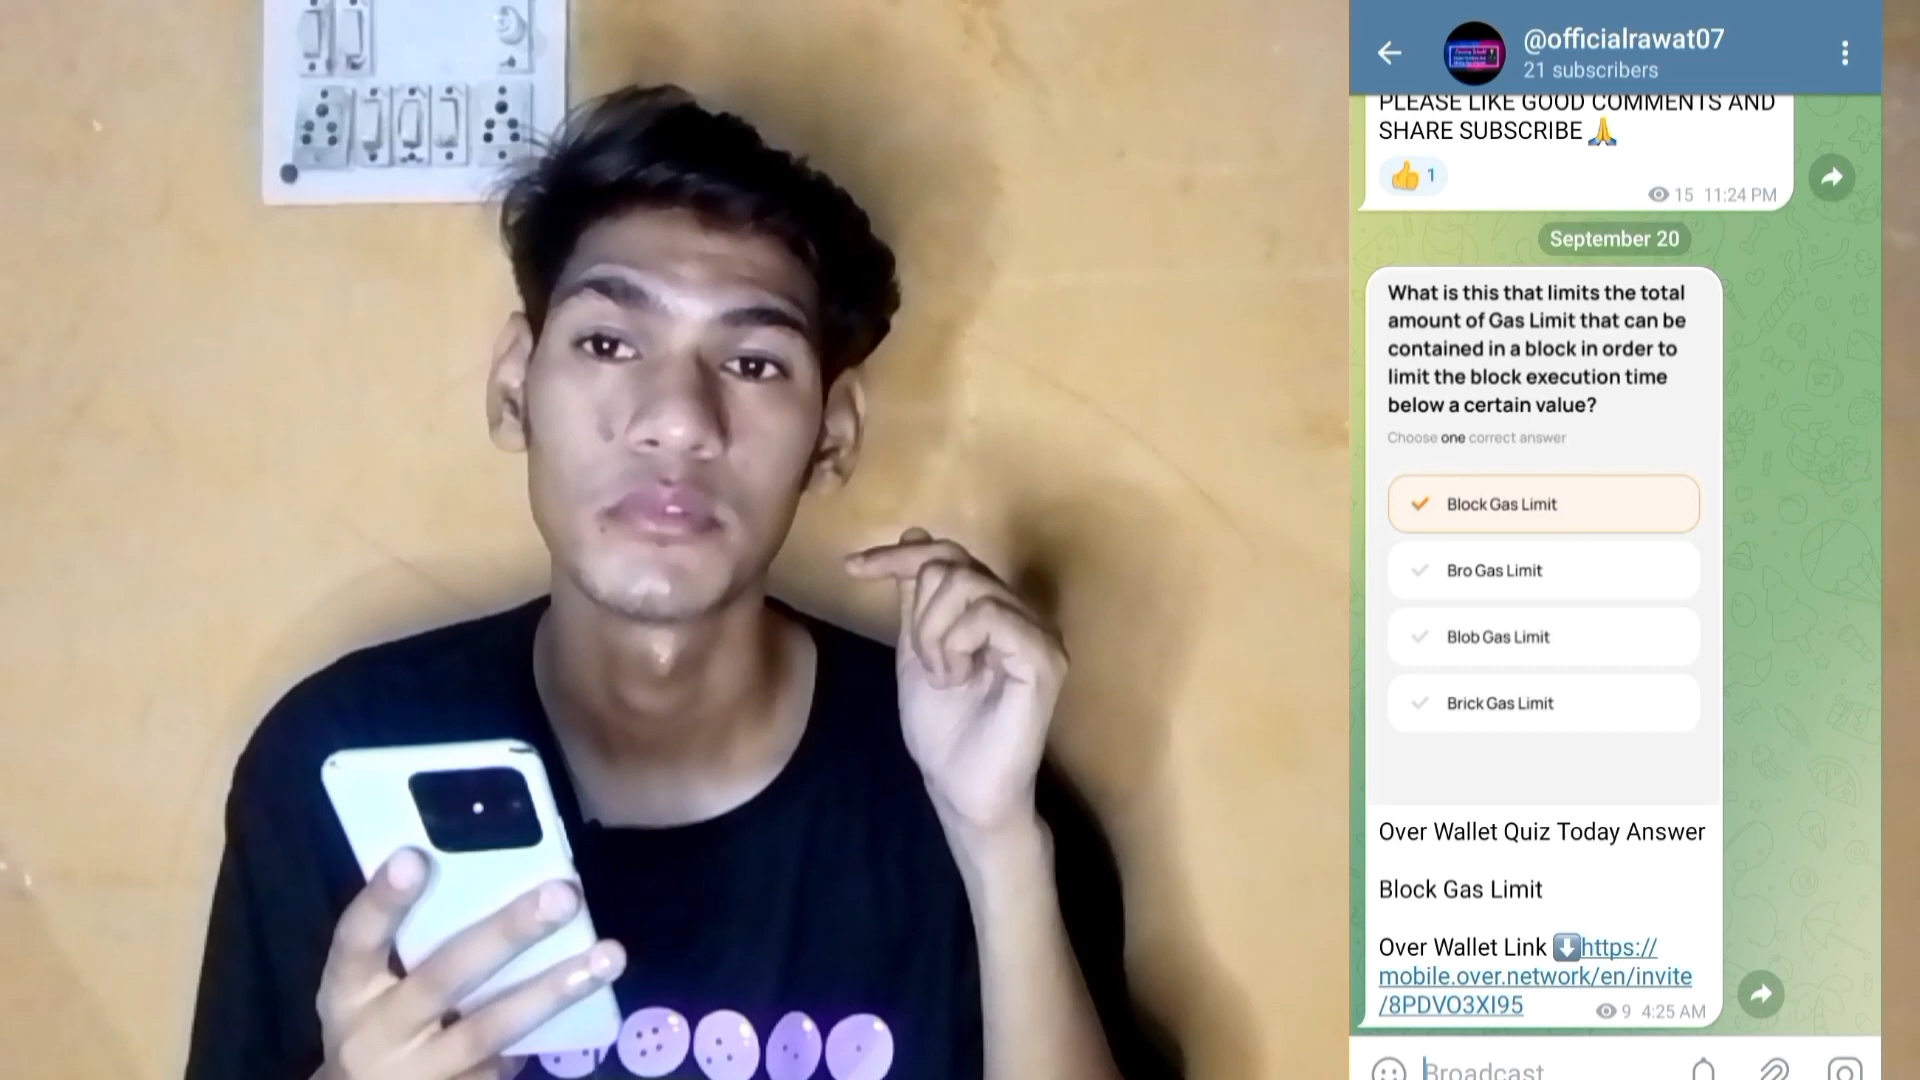 @officialrawat07
21 subscribers
PLEASE LIKE GOOD COMMENTS AND
SHARE SUBSCRIBE 🙏
👍 1
15 11:24 PM
September 20
What is this that limits the total
amount of Gas Limit that can be
contained in a block in order to
limit the block execution time
below a certain value?
Choose one correct answer
Block Gas Limit
Bro Gas Limit
Blob Gas Limit
Brick Gas Limit
Over Wallet Quiz Today Answer
Block Gas Limit
Over Wallet Link ⬇️https://
mobile.over.network/en/invite
/8PDVO3XI95
9 4:25 AM
Broadcast